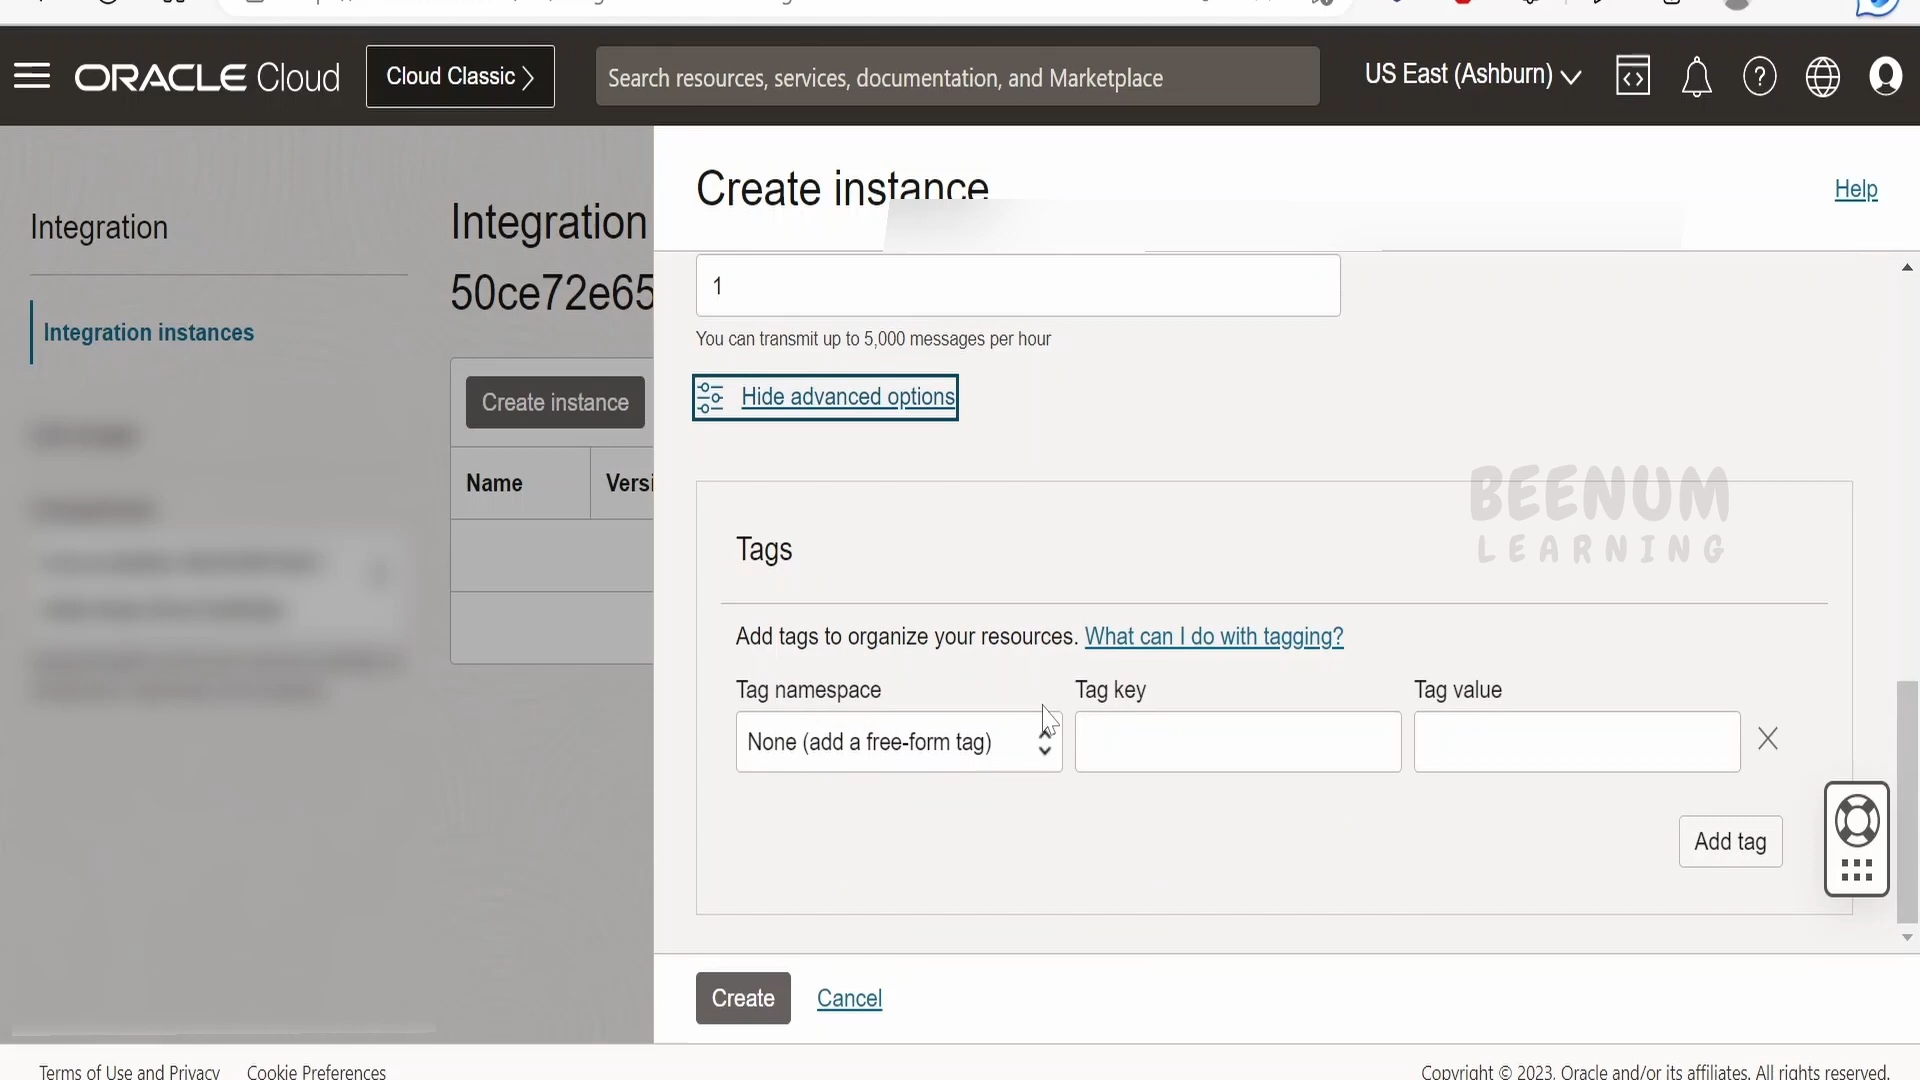 ORACLE Cloud
Cloud Classic
Search resources, services, documentation, and Marketplace
US East (Ashburn)
Integration
Integration instances
Integration
50ce72e65
Create instance
Name
Versi
Create instance
Help
1
You can transmit up to 5,000 messages per hour
Hide advanced options
BEENUM
LEARNING
Tags
Add tags to organize your resources. What can I do with tagging?
Tag namespace
Tag key
Tag value
None (add a free-form tag)
Add tag
Create
Cancel
Terms of Use and Privacy
Cookie Preferences
Copyright © 2023, Oracle and/or its affiliates. All rights reserved.